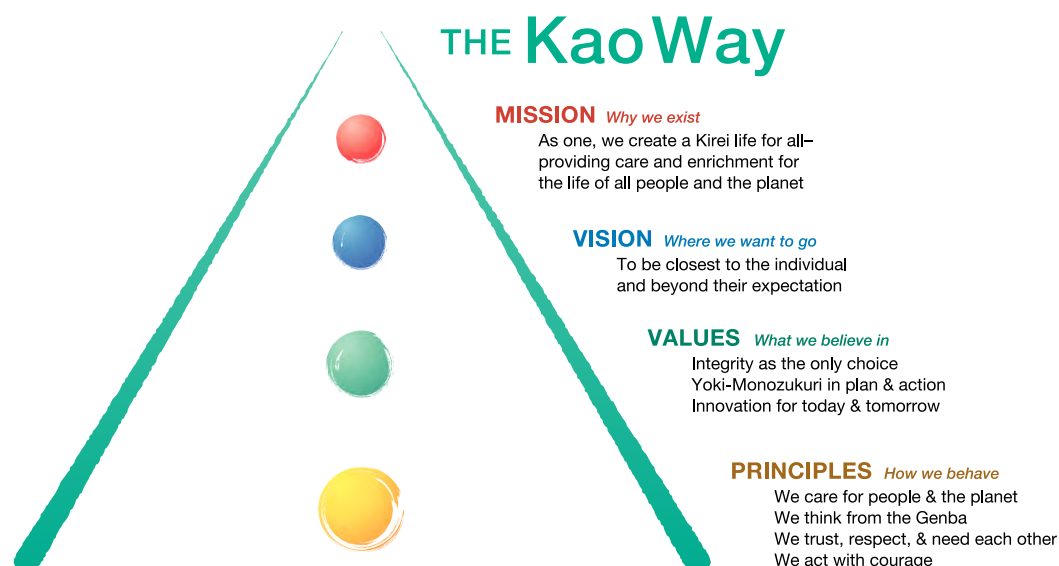 THE Kao Way
MISSION Why we exist
As one, we create a Kirei life for all–
providing care and enrichment for
the life of all people and the planet
VISION Where we want to go
To be closest to the individual
and beyond their expectation
VALUES What we believe in
Integrity as the only choice
Yoki-Monozukuri in plan & action
Innovation for today & tomorrow
PRINCIPLES How we behave
We care for people & the planet
We think from the Genba
We trust, respect, & need each other
We act with courage